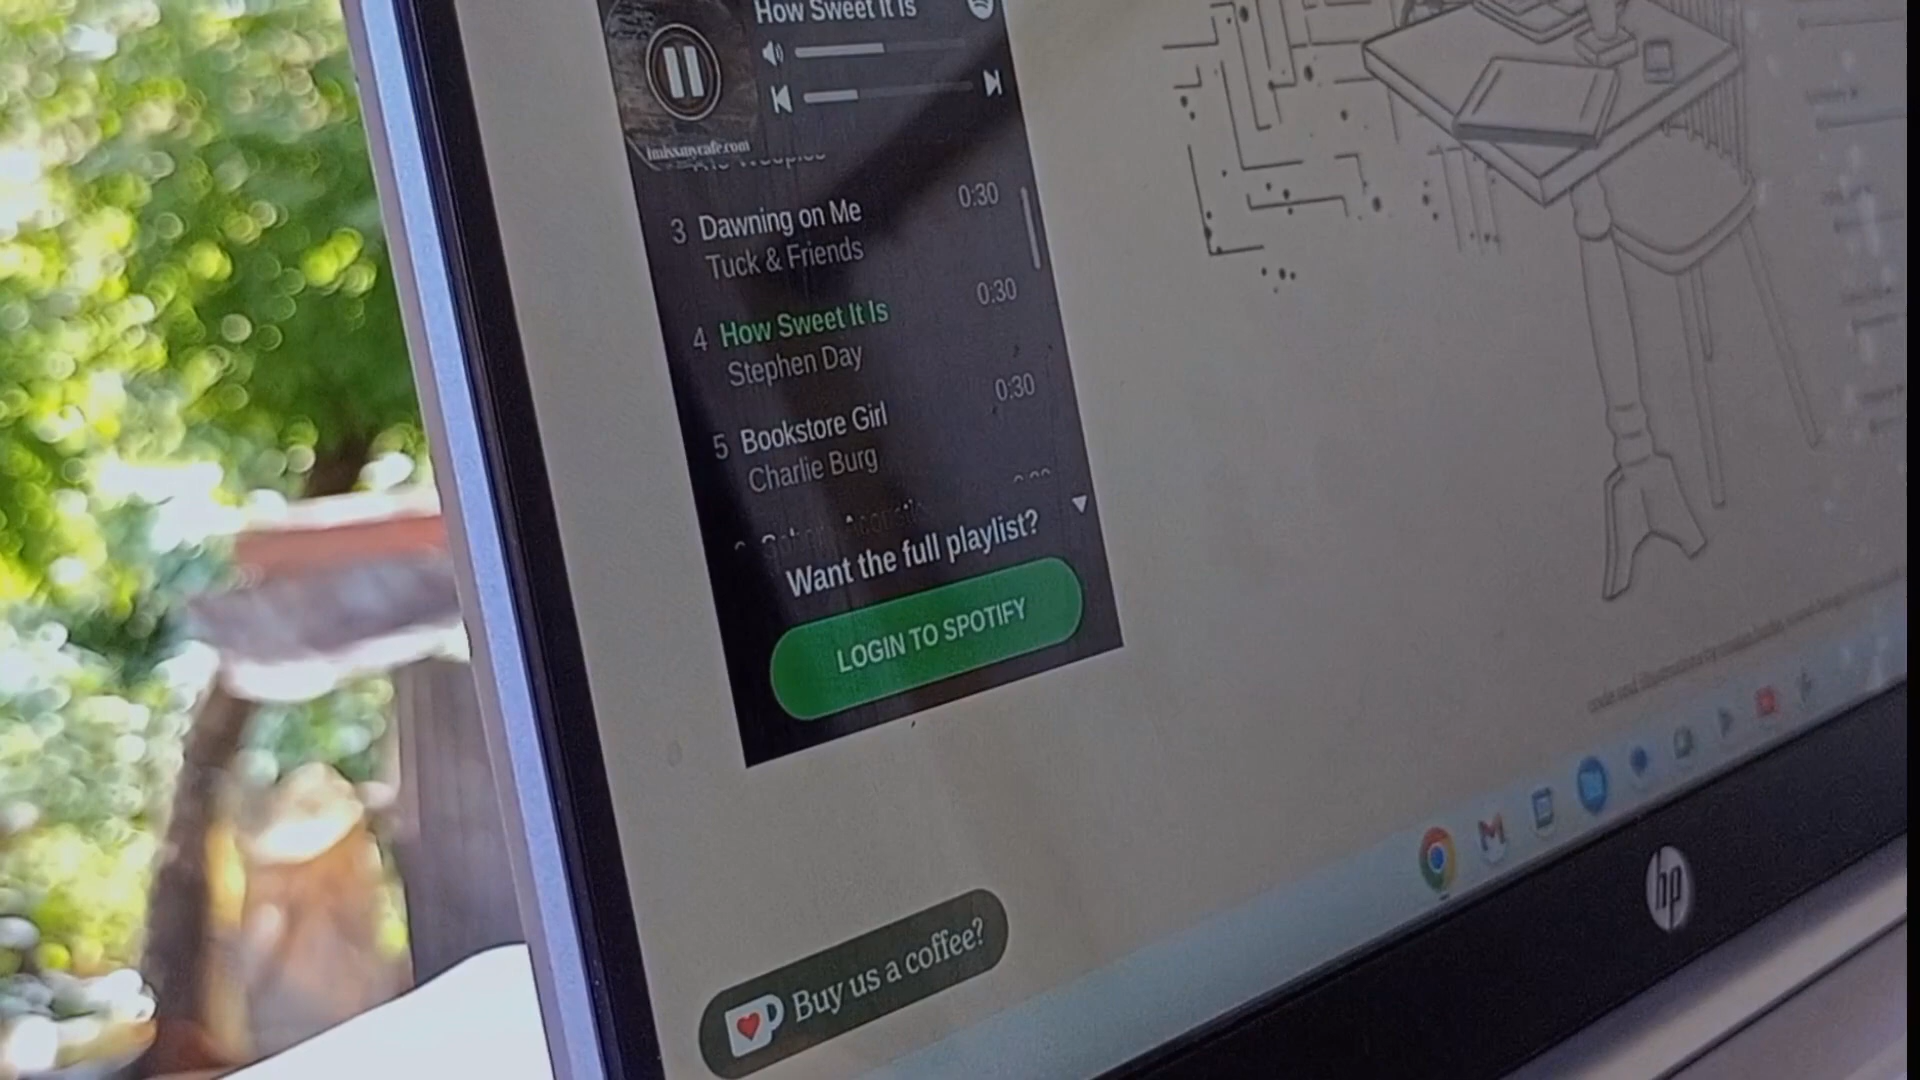 How Sweet It Is
imissmycafe.com
3 Dawning on Me 0:30
Tuck & Friends
4 How Sweet It Is 0:30
Stephen Day
5 Bookstore Girl 0:30
Charlie Burg
Want the full playlist?
LOGIN TO SPOTIFY
Buy us a coffee?
hp